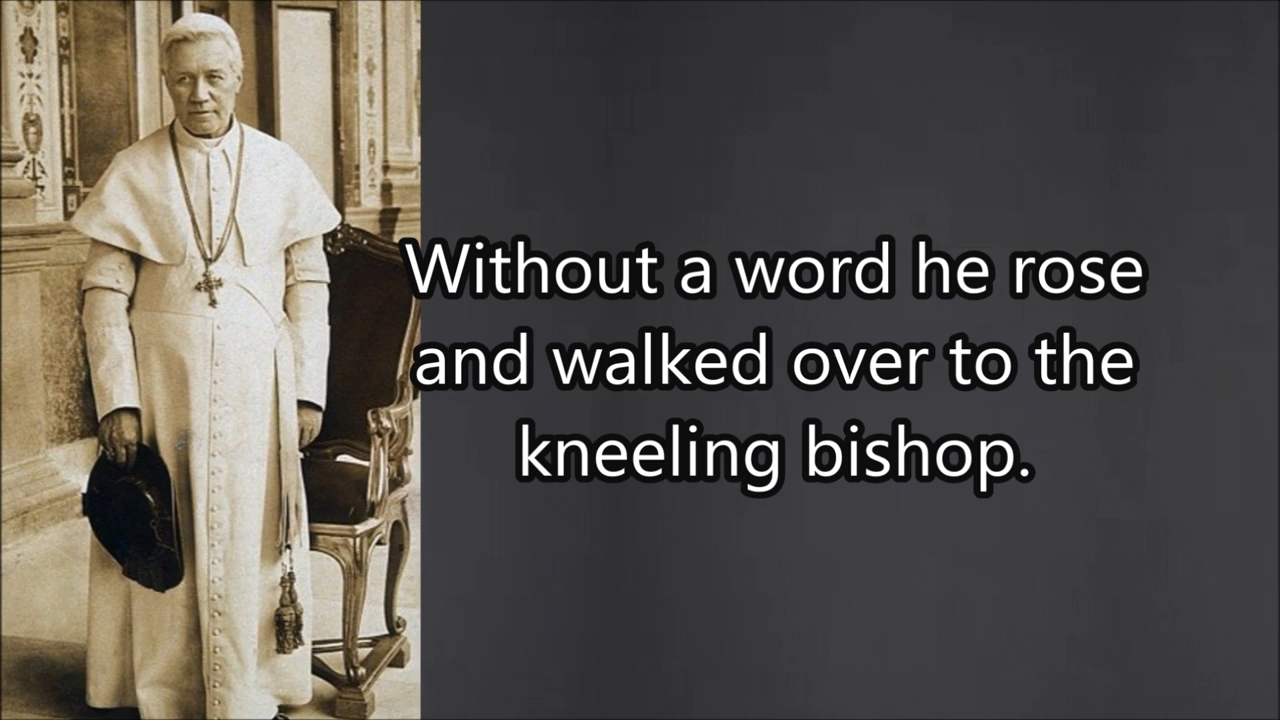 Without a word he rose
and walked over to the
kneeling bishop.